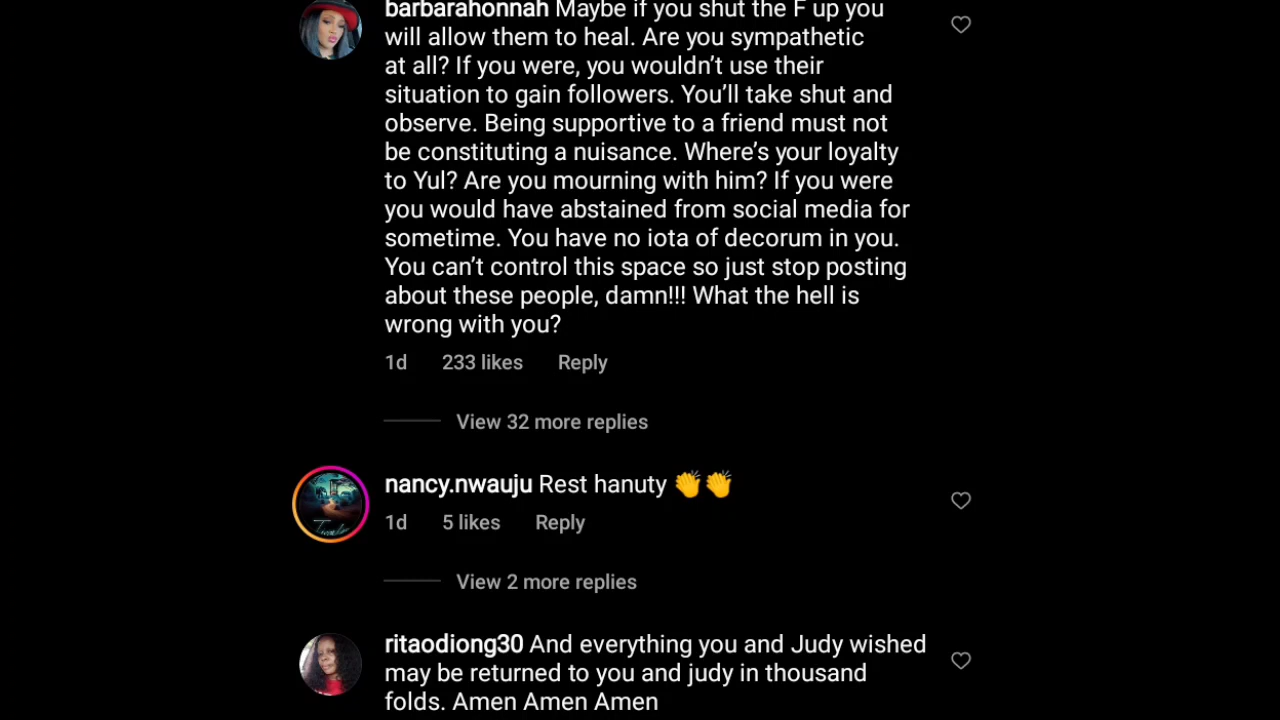 barbarahonnah Maybe if you shut the F up you
will allow them to heal. Are you sympathetic
at all? If you were, you wouldn’t use their
situation to gain followers. You’ll take shut and
observe. Being supportive to a friend must not
be constituting a nuisance. Where’s your loyalty
to Yul? Are you mourning with him? If you were
you would have abstained from social media for
sometime. You have no iota of decorum in you.
You can’t control this space so just stop posting
about these people, damn!!! What the hell is
wrong with you?
1d 233 likes Reply
View 32 more replies
nancy.nwauju Rest hanuty 👏👏
1d 5 likes Reply
View 2 more replies
ritaodiong30 And everything you and Judy wished
may be returned to you and judy in thousand
folds. Amen Amen Amen